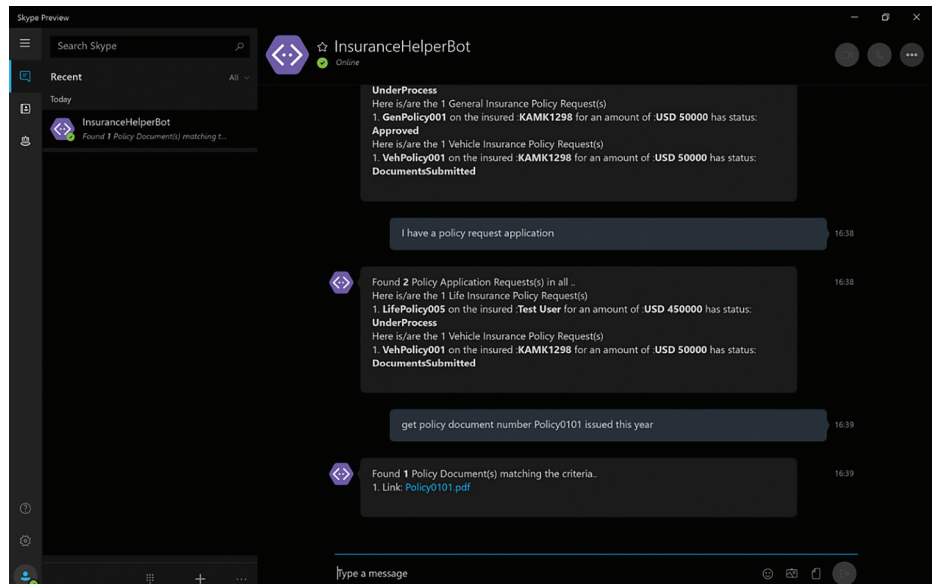 Skype Preview
Search Skype
Recent
All
Today
InsuranceHelperBot
Found 1 Policy Document(s) matching t...
InsuranceHelperBot
Online
UnderProcess
Here is/are the 1 General Insurance Policy Request(s)
1. GenPolicy001 on the insured :KAMK1298 for an amount of :USD 50000 has status:
Approved
Here is/are the 1 Vehicle Insurance Policy Request(s)
1. VehPolicy001 on the insured :KAMK1298 for an amount of :USD 50000 has status:
DocumentsSubmitted
I have a policy request application
16:38
Found 2 Policy Application Requests(s) in all ..
16:38
Here is/are the 1 Life Insurance Policy Request(s)
1. LifePolicy005 on the insured :Test User for an amount of :USD 450000 has status:
UnderProcess
Here is/are the 1 Vehicle Insurance Policy Request(s)
1. VehPolicy001 on the insured :KAMK1298 for an amount of :USD 50000 has status:
DocumentsSubmitted
get policy document number Policy0101 issued this year
16:39
Found 1 Policy Document(s) matching the criteria..
16:39
1. Link: Policy0101.pdf
Type a message